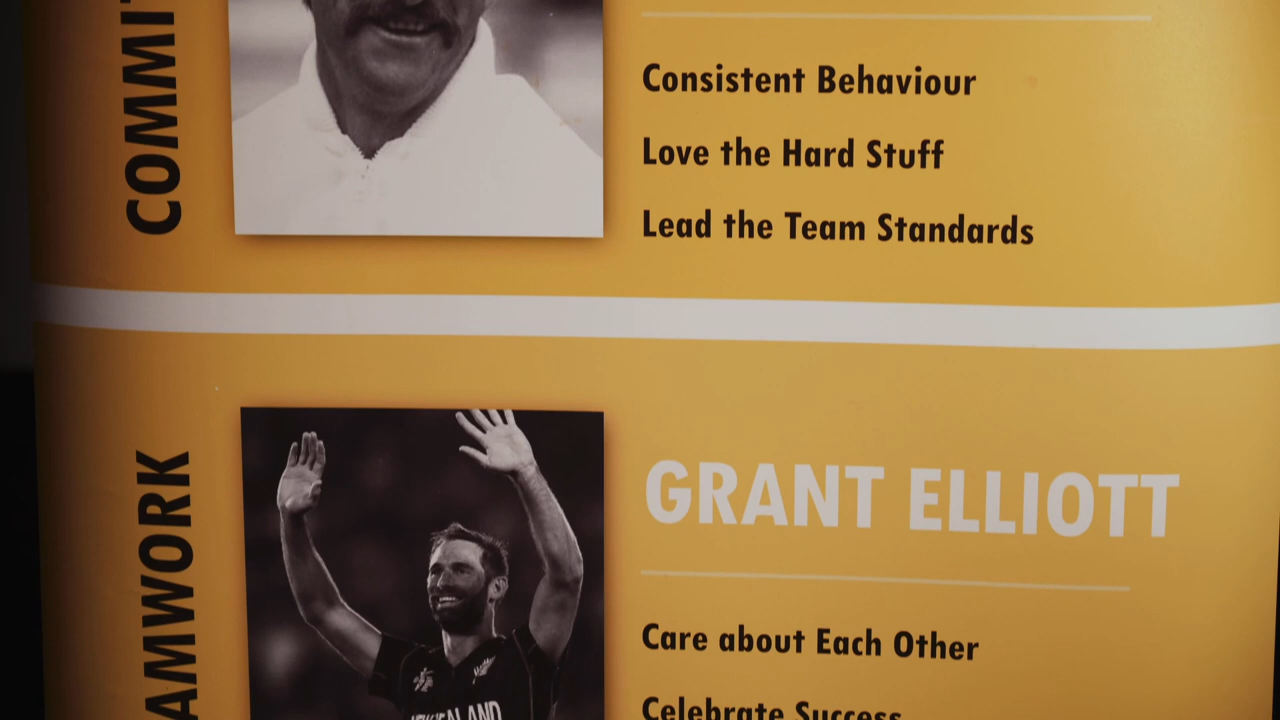 COMMIT
Consistent Behaviour
Love the Hard Stuff
Lead the Team Standards
AMWORK
GRANT ELLIOTT
Care about Each Other
Celebrate Success